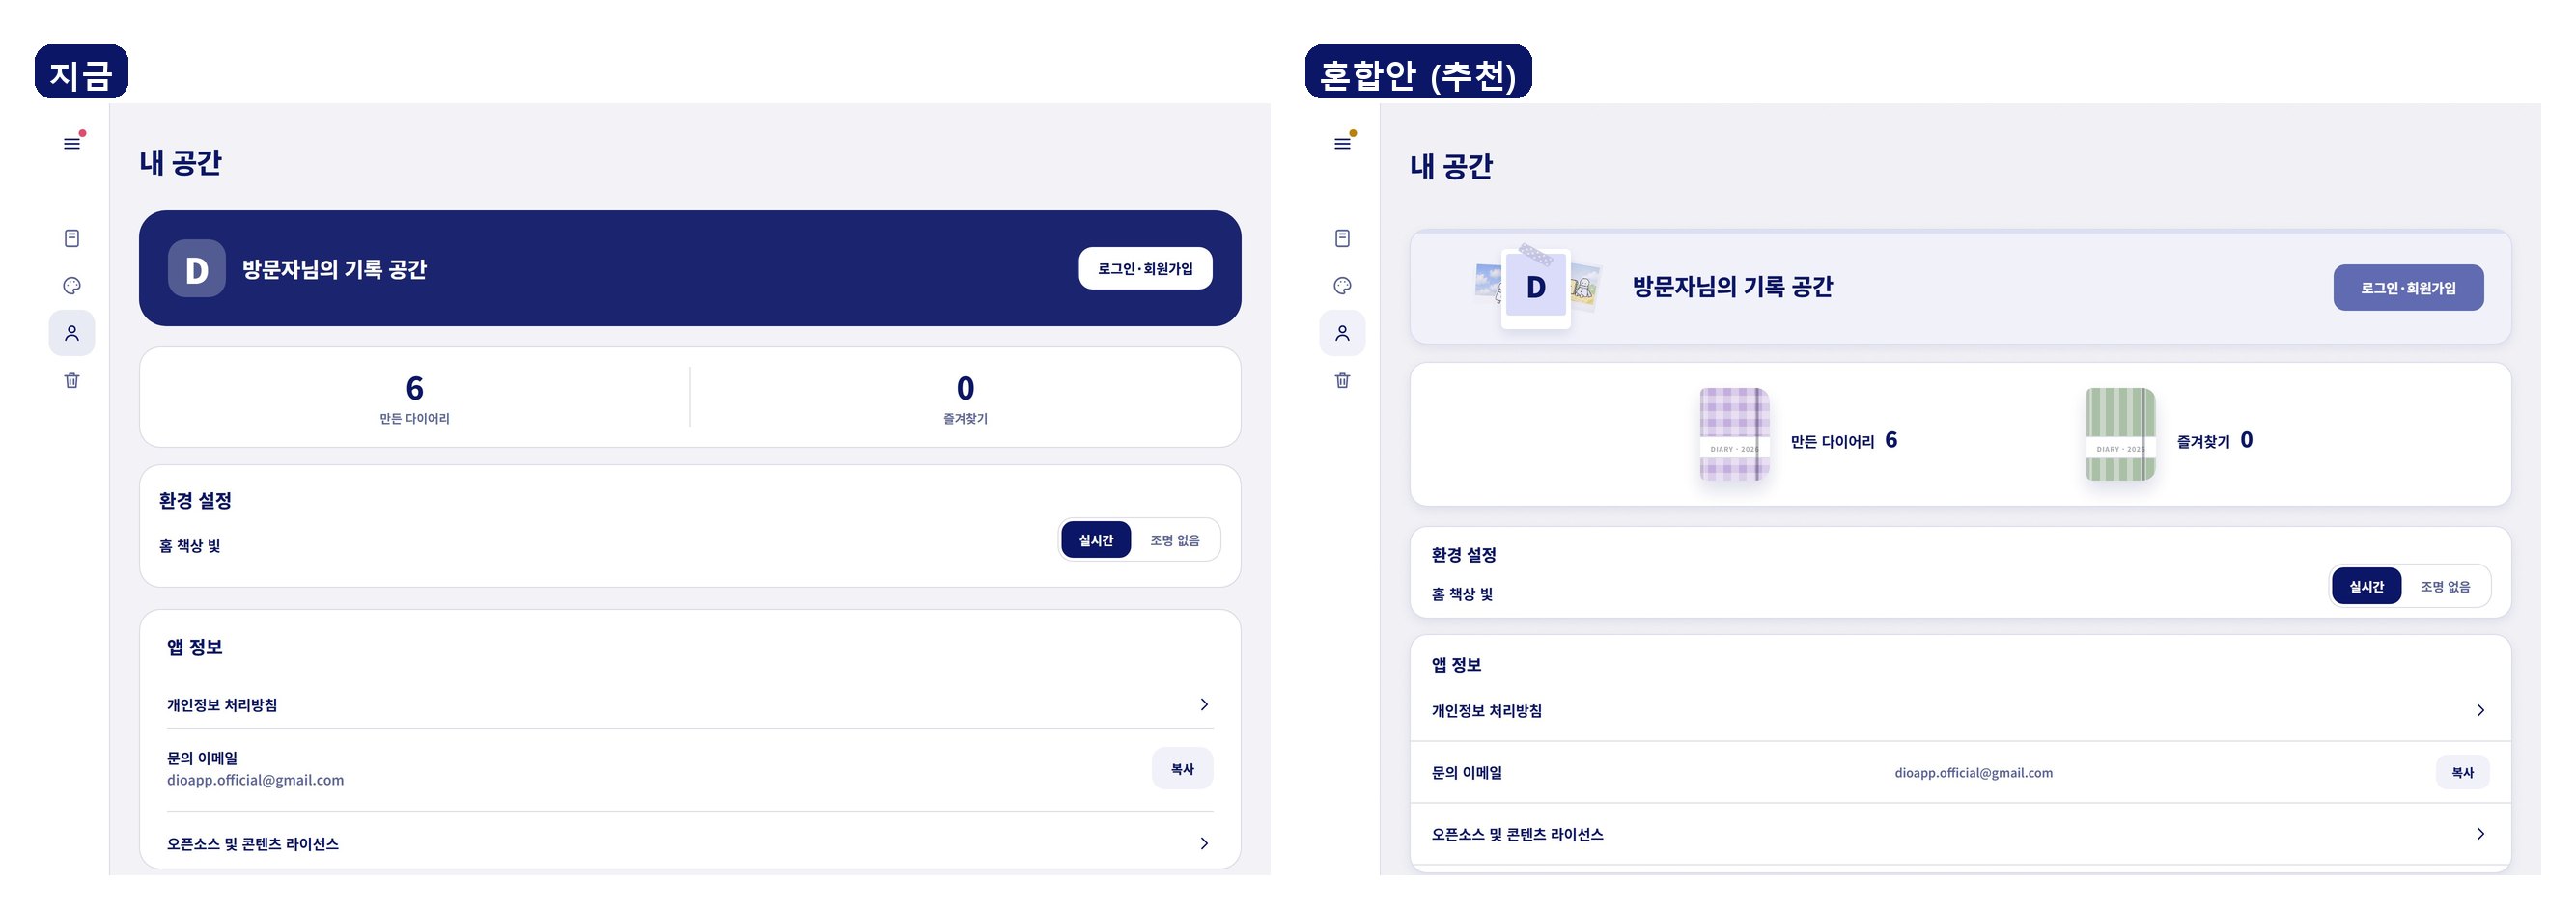 지금
내 공간
D 방문자님의 기록 공간 로그인·회원가입
6 0
만든 다이어리 즐겨찾기
환경 설정
홈 책상 빛 실시간 조명 없음
앱 정보
개인정보 처리방침
문의 이메일
dioapp.official@gmail.com 복사
오픈소스 및 콘텐츠 라이선스
혼합안 (추천)
내 공간
D 방문자님의 기록 공간 로그인·회원가입
DIARY · 2026 만든 다이어리 6 DIARY · 2026 즐겨찾기 0
환경 설정
홈 책상 빛 실시간 조명 없음
앱 정보
개인정보 처리방침
문의 이메일 dioapp.official@gmail.com 복사
오픈소스 및 콘텐츠 라이선스